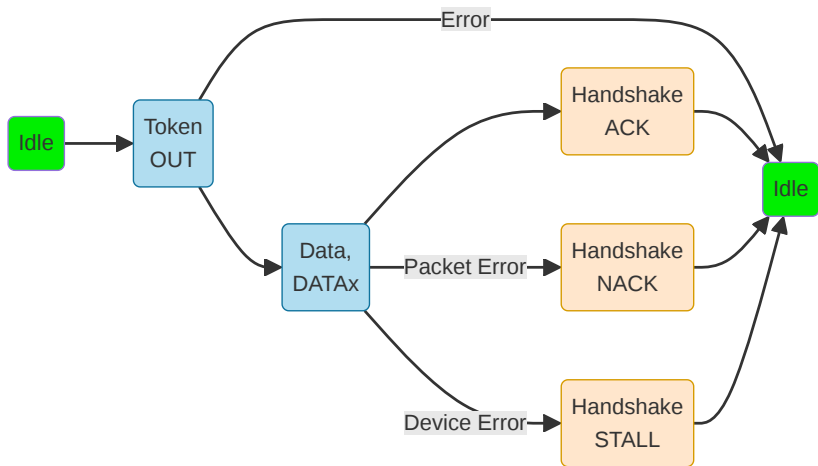 Error
Idle
Token
OUT
Handshake
ACK
Idle
Data,
DATAx
Packet Error
Handshake
NACK
Device Error
Handshake
STALL